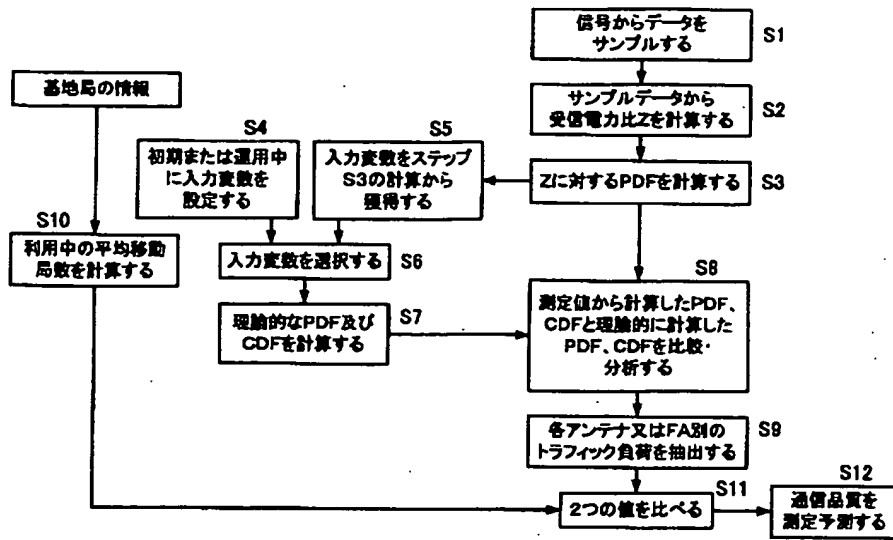 信号からデータを
サンプルする
S1
基地局の情報
サンプルデータから
受信電力比Zを計算する
S2
S4
初期または運用中
に入力変数を
設定する
S5
入力変数をステップ
S3の計算から
獲得する
Zに対するPDFを計算する
S3
S10
利用中の平均移動
局数を計算する
入力変数を選択する
S6
理論的なPDF及び
CDFを計算する
S7
S8
測定値から計算したPDF、
CDFと理論的に計算した
PDF、CDFを比較・
分析する
各アンテナ又はFA別の
トラフィック負荷を抽出する
S9
2つの値を比べる
S11
S12
通信品質を
測定予測する